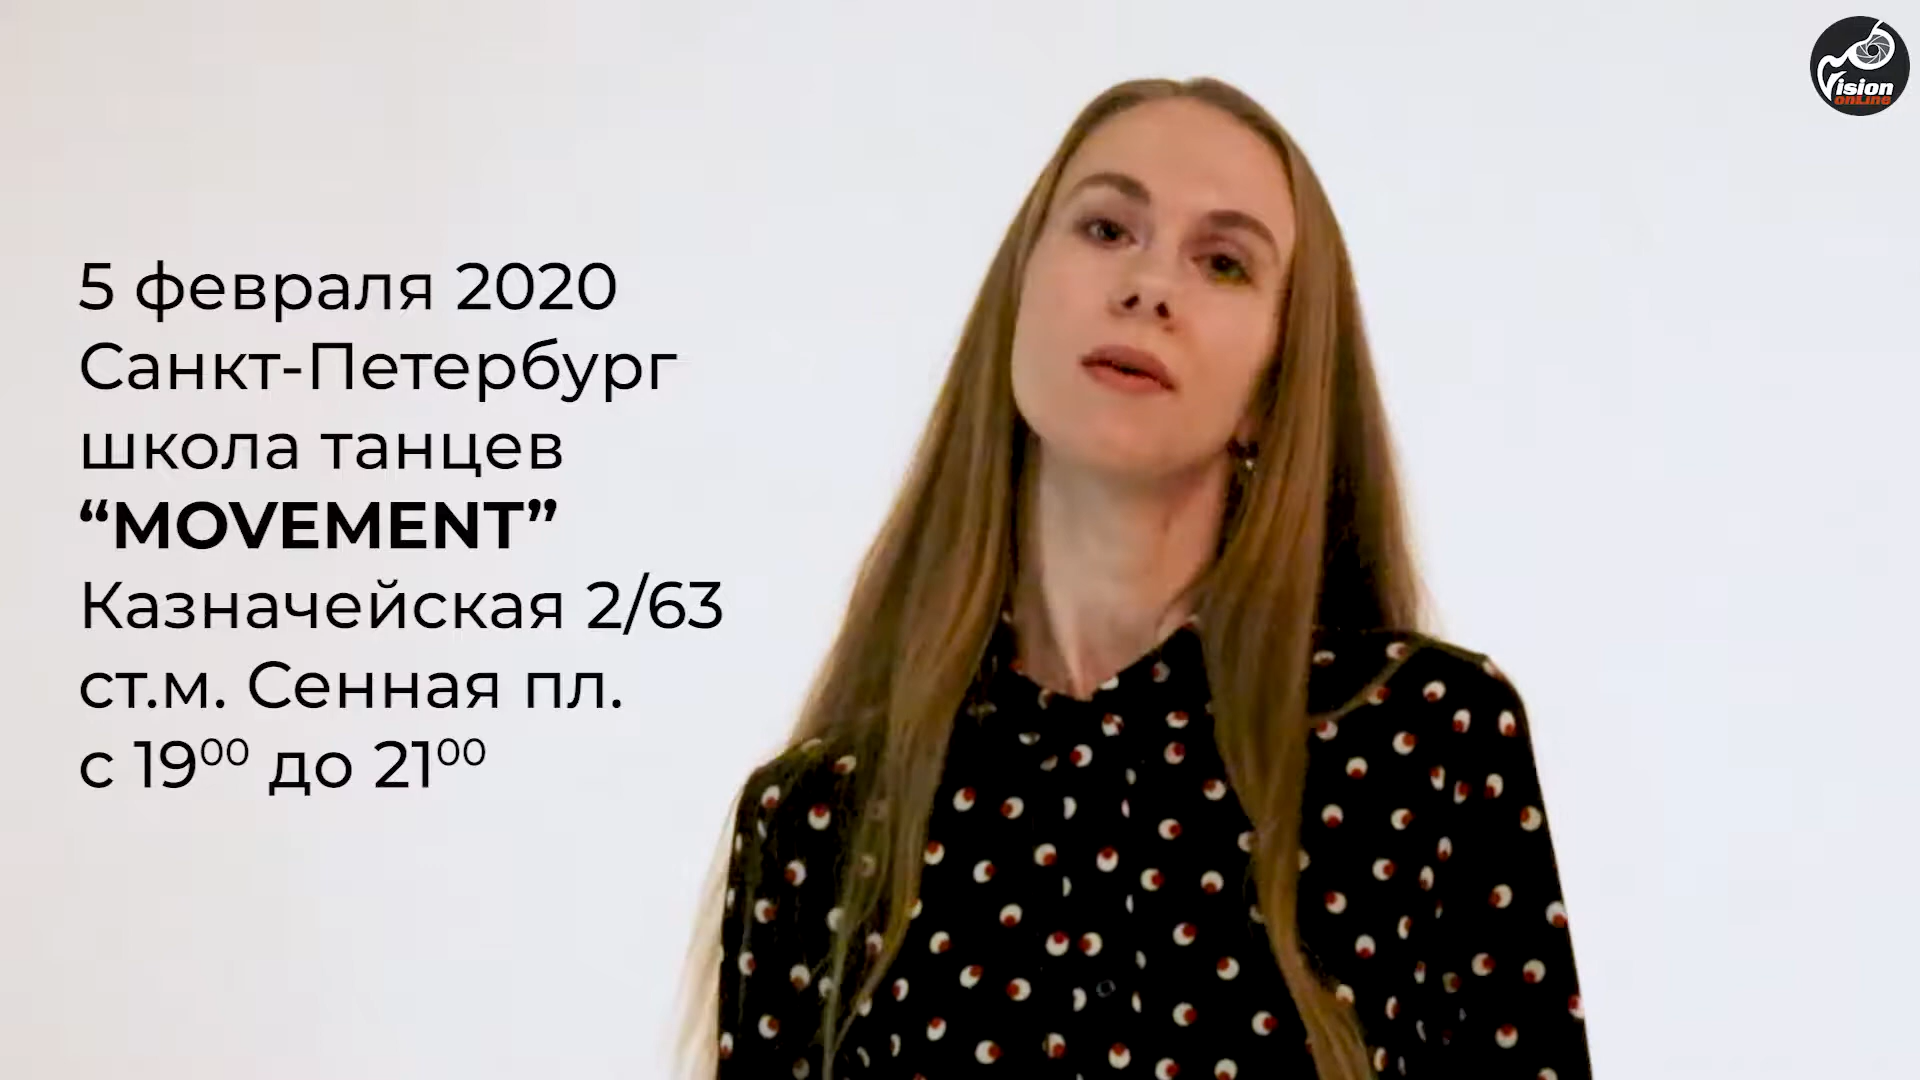 5 февраля 2020
Санкт-Петербург
школа танцев
“MOVEMENT”
Казначейская 2/63
ст.м. Сенная пл.
с 19⁰⁰ до 21⁰⁰
Vision
onLine